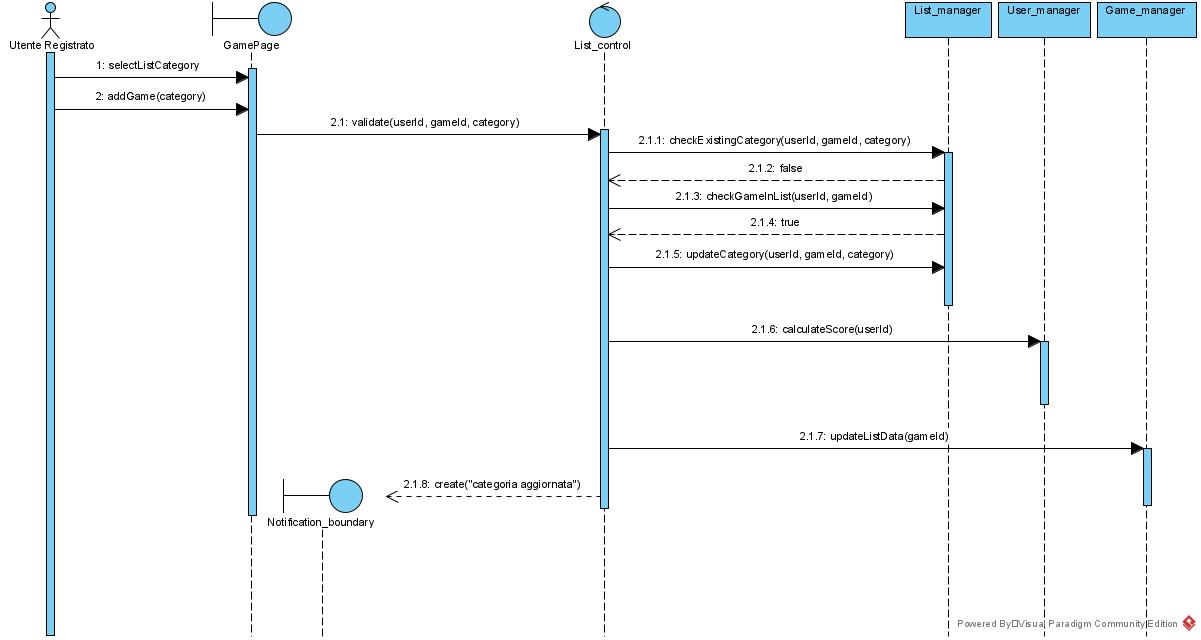 List_manager
User_manager
Game_manager
Utente Registrato
GamePage
List_control
1: selectListCategory
2: addGame(category)
2.1: validate(userId, gameId, category)
2.1.1: checkExistingCategory(userId, gameId, category)
2.1.2: false
2.1.3: checkGameInList(userId, gameId)
2.1.4: true
2.1.5: updateCategory(userId, gameId, category)
2.1.6: calculateScore(userId)
2.1.7: updateListData(gameId)
2.1.8: create("categoria aggiornata")
Notification_boundary
Powered By Visual Paradigm Community Edition